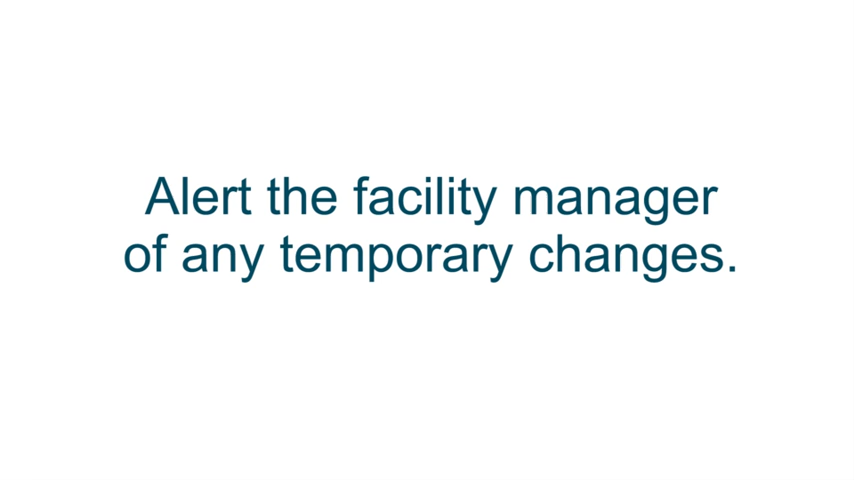 Alert the facility manager
of any temporary changes.